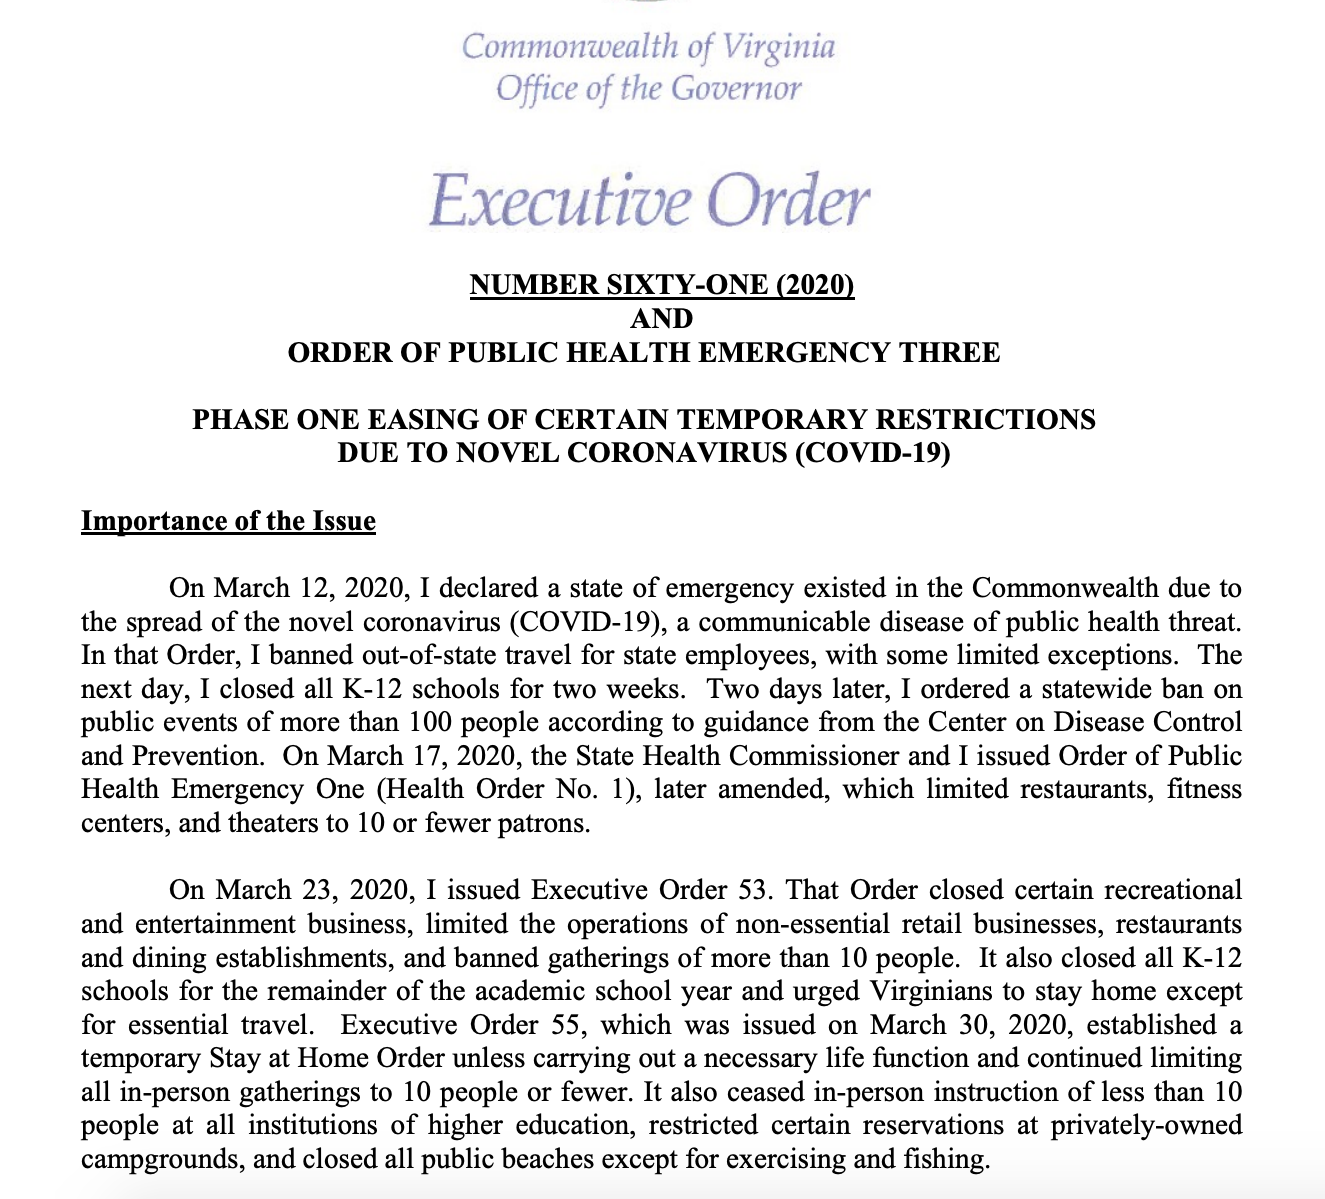 Commonwealth of Virginia
Office of the Governor
Executive Order
NUMBER SIXTY-ONE (2020)
AND
ORDER OF PUBLIC HEALTH EMERGENCY THREE
PHASE ONE EASING OF CERTAIN TEMPORARY RESTRICTIONS
DUE TO NOVEL CORONAVIRUS (COVID-19)
Importance of the Issue
On March 12, 2020, I declared a state of emergency existed in the Commonwealth due to
the spread of the novel coronavirus (COVID-19), a communicable disease of public health threat.
In that Order, I banned out-of-state travel for state employees, with some limited exceptions. The
next day, I closed all K-12 schools for two weeks. Two days later, I ordered a statewide ban on
public events of more than 100 people according to guidance from the Center on Disease Control
and Prevention. On March 17, 2020, the State Health Commissioner and I issued Order of Public
Health Emergency One (Health Order No. 1), later amended, which limited restaurants, fitness
centers, and theaters to 10 or fewer patrons.
On March 23, 2020, I issued Executive Order 53. That Order closed certain recreational
and entertainment business, limited the operations of non-essential retail businesses, restaurants
and dining establishments, and banned gatherings of more than 10 people. It also closed all K-12
schools for the remainder of the academic school year and urged Virginians to stay home except
for essential travel. Executive Order 55, which was issued on March 30, 2020, established a
temporary Stay at Home Order unless carrying out a necessary life function and continued limiting
all in-person gatherings to 10 people or fewer. It also ceased in-person instruction of less than 10
people at all institutions of higher education, restricted certain reservations at privately-owned
campgrounds, and closed all public beaches except for exercising and fishing.